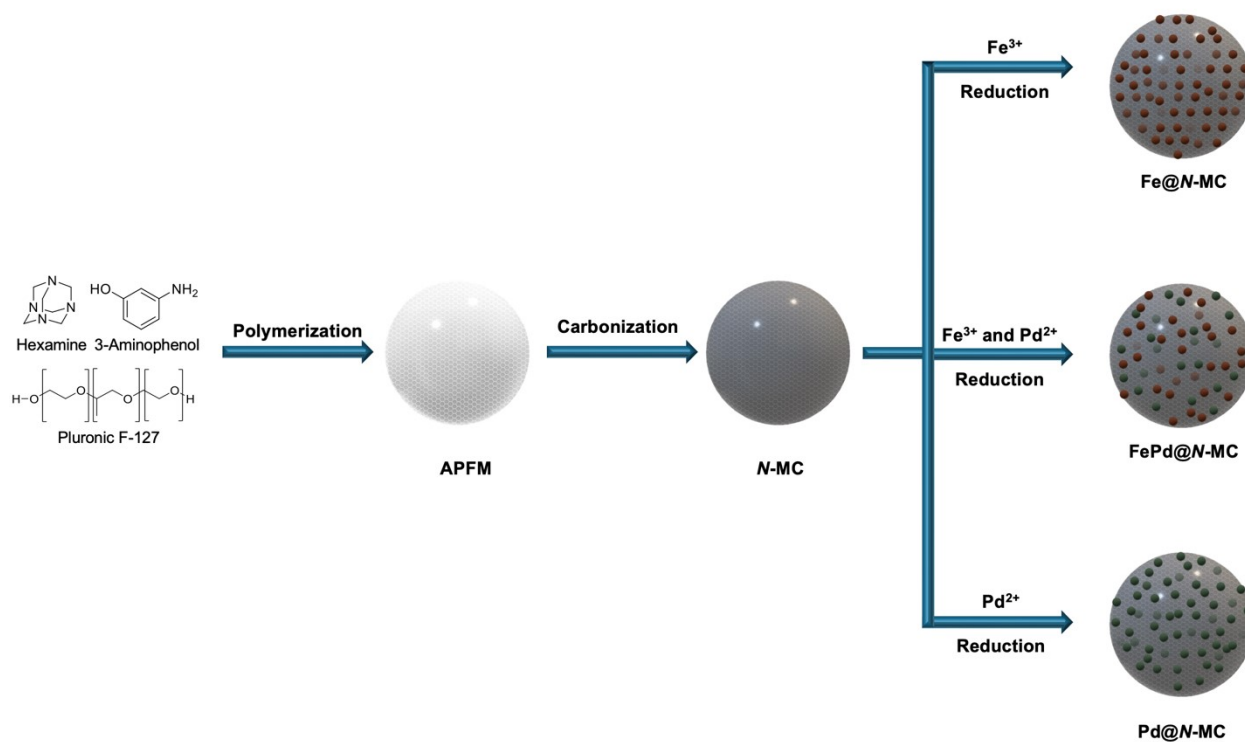 N
N
N
N
HO
NH₂
Hexamine 3-Aminophenol
H-O
O
O
O
H
Pluronic F-127
Polymerization
APFM
Carbonization
N-MC
Fe³⁺
Reduction
Fe@N-MC
Fe³⁺ and Pd²⁺
Reduction
FePd@N-MC
Pd²⁺
Reduction
Pd@N-MC